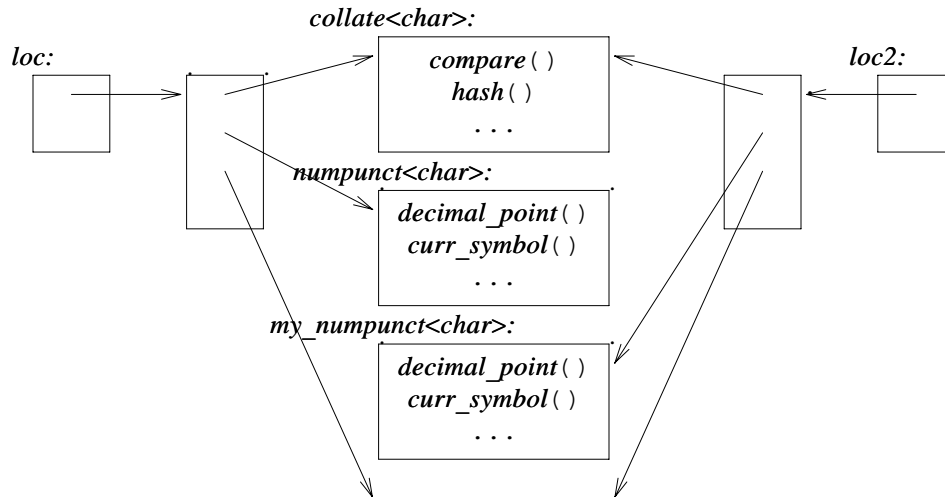 collate<char>:
loc:
loc2:
compare()
hash()
...
numpunct<char>:
decimal_point()
curr_symbol()
...
my_numpunct<char>:
decimal_point()
curr_symbol()
...